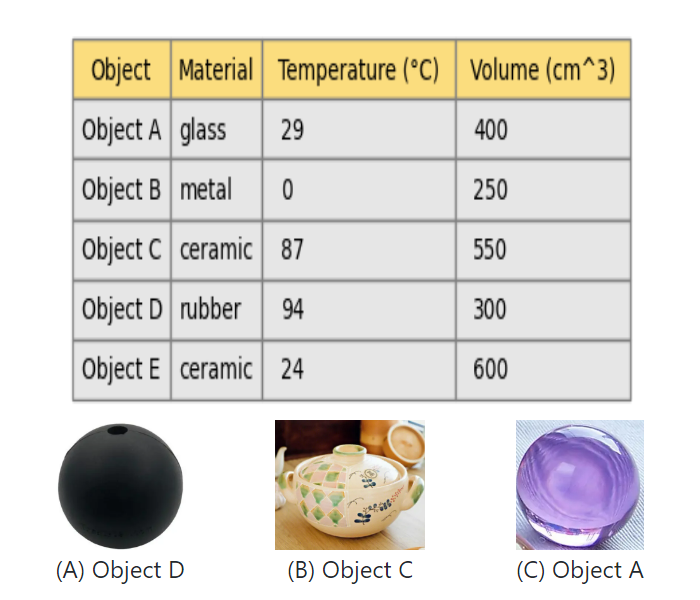 Object Material Temperature (°C) Volume (cm^3)
Object A glass 29 400
Object B metal 0 250
Object C ceramic 87 550
Object D rubber 94 300
Object E ceramic 24 600
(A) Object D (B) Object C (C) Object A